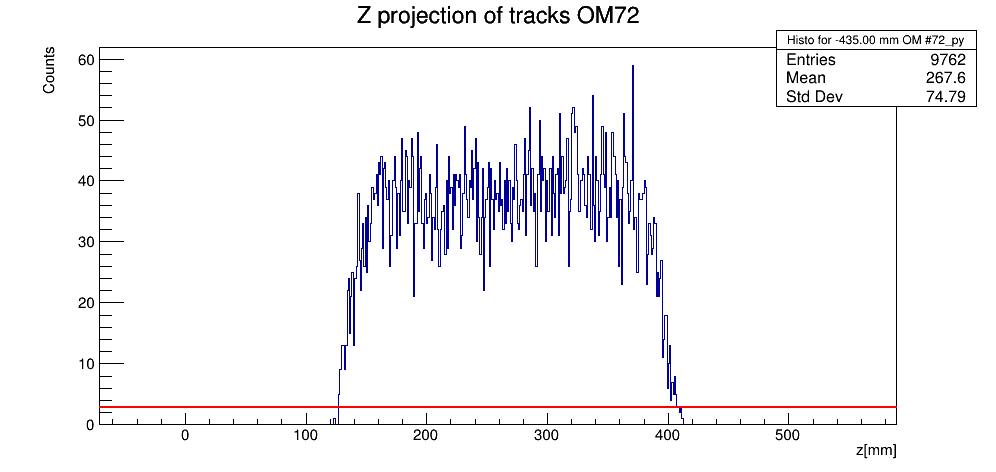 Z projection of tracks OM72
Histo for -435.00 mm OM #72_py
Entries 9762
Mean 267.6
Std Dev 74.79
Counts
60
50
40
30
20
10
0
0 100 200 300 400 500
z[mm]